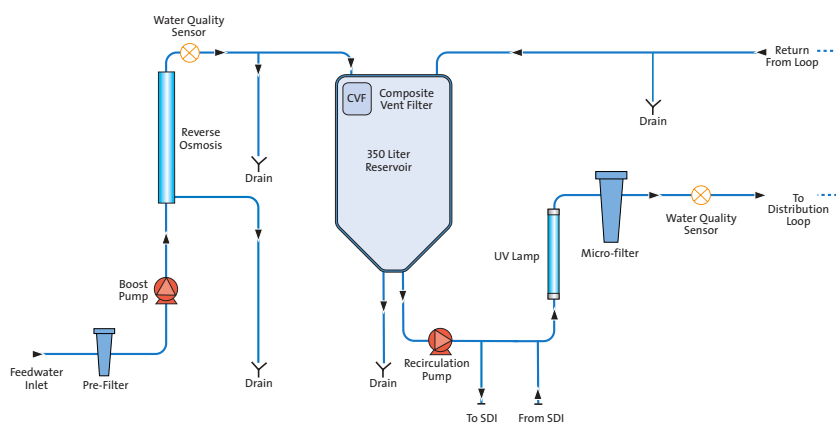 Water Quality
Sensor
Return
From Loop
CVF
Composite
Vent Filter
Drain
Reverse
Osmosis
350 Liter
Reservoir
Drain
To
Distribution
Loop
Water Quality
Sensor
UV Lamp
Micro-filter
Boost
Pump
Feedwater
Inlet
Pre-Filter
Drain
Drain
Recirculation
Pump
To SDI
From SDI